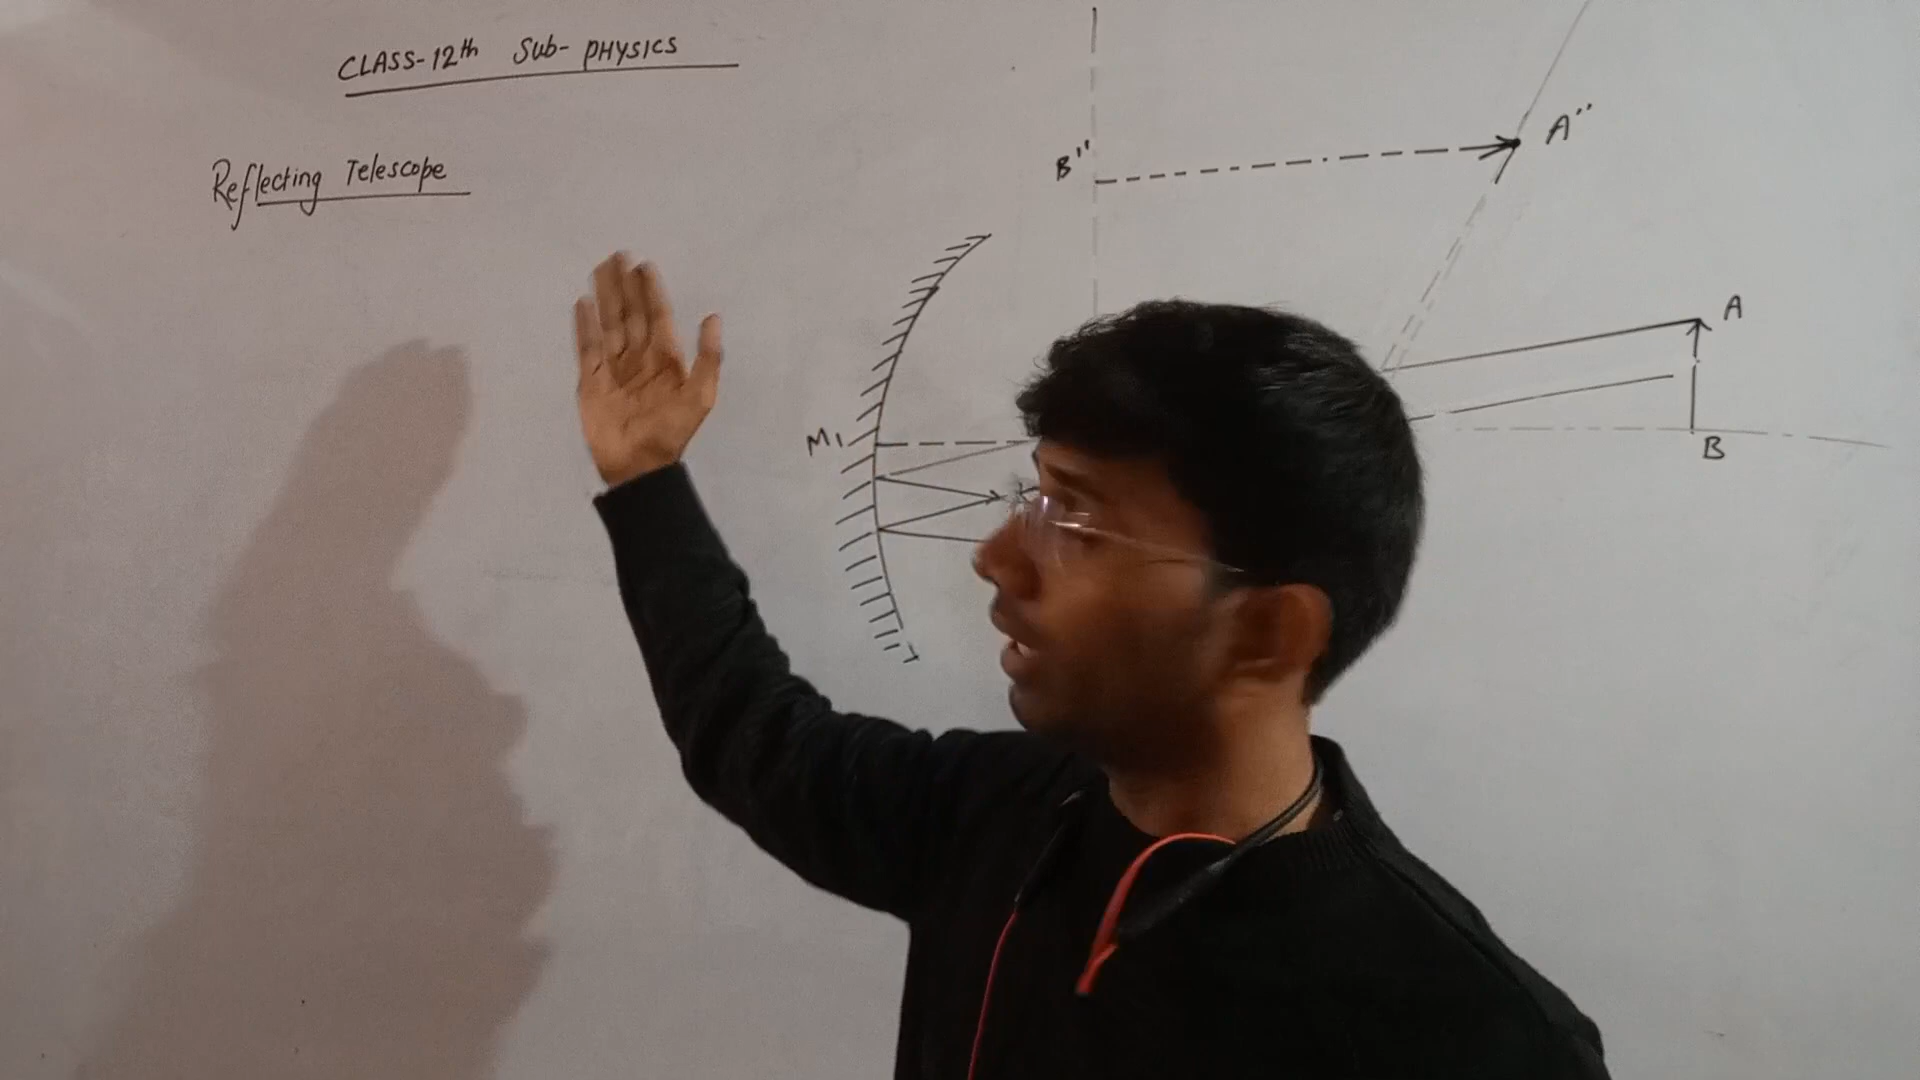 CLASS-12th Sub- PHYSICS
Reflecting Telescope
A"
B"
A
M1
B